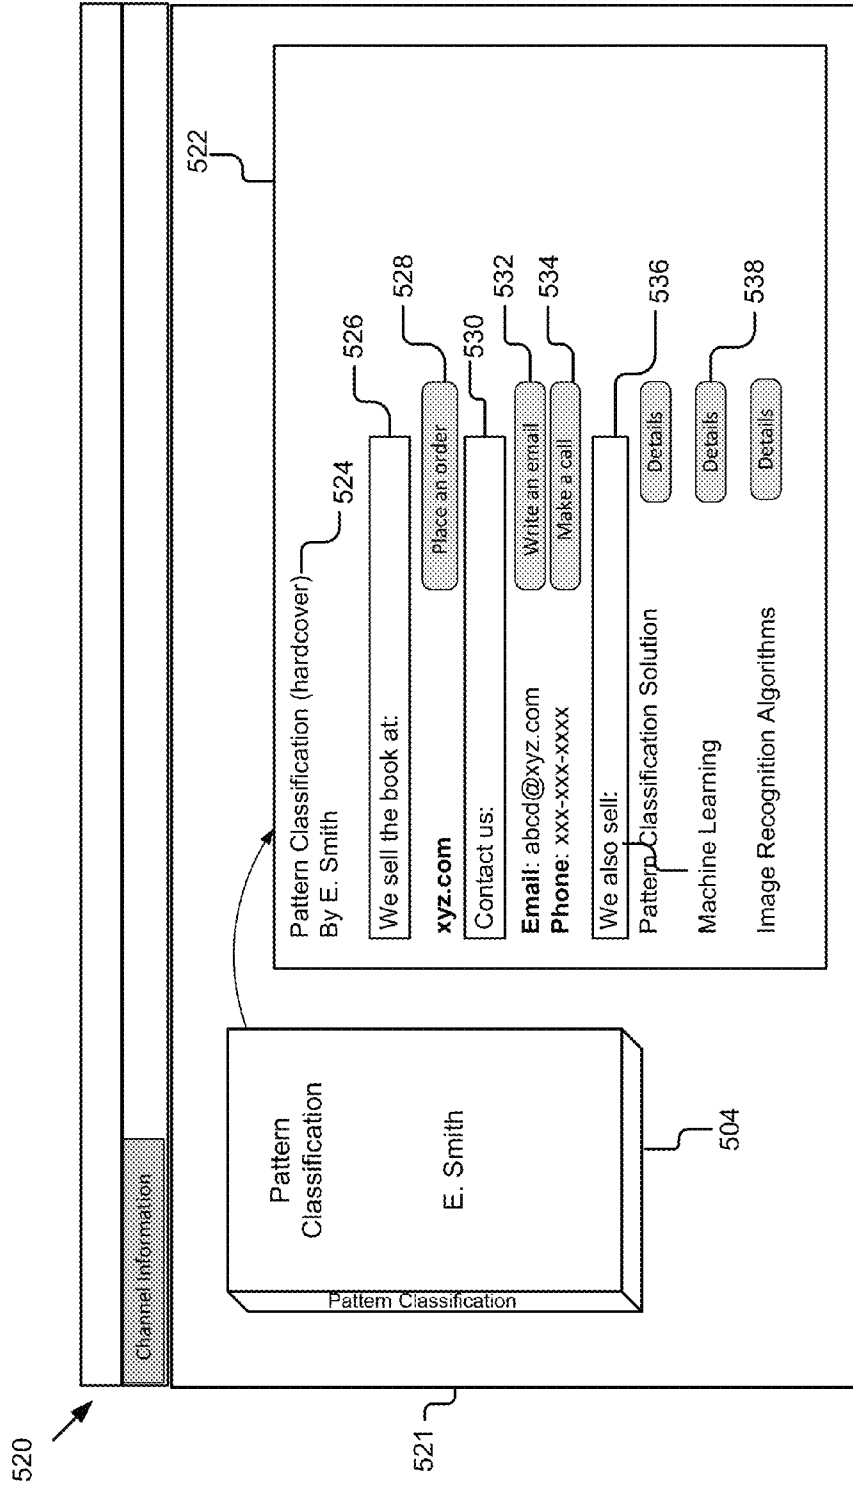 520
Channel Information
521
522
Pattern
Classification
E. Smith
Pattern Classification
504
Pattern Classification (hardcover)
524
By E. Smith
We sell the book at:
526
xyz.com
Place an order
528
Contact us:
530
Email: abcd@xyz.com
Write an email
532
Phone: xxx-xxx-xxxx
Make a call
534
We also sell:
536
Pattern Classification Solution
Details
Machine Learning
Details
538
Image Recognition Algorithms
Details